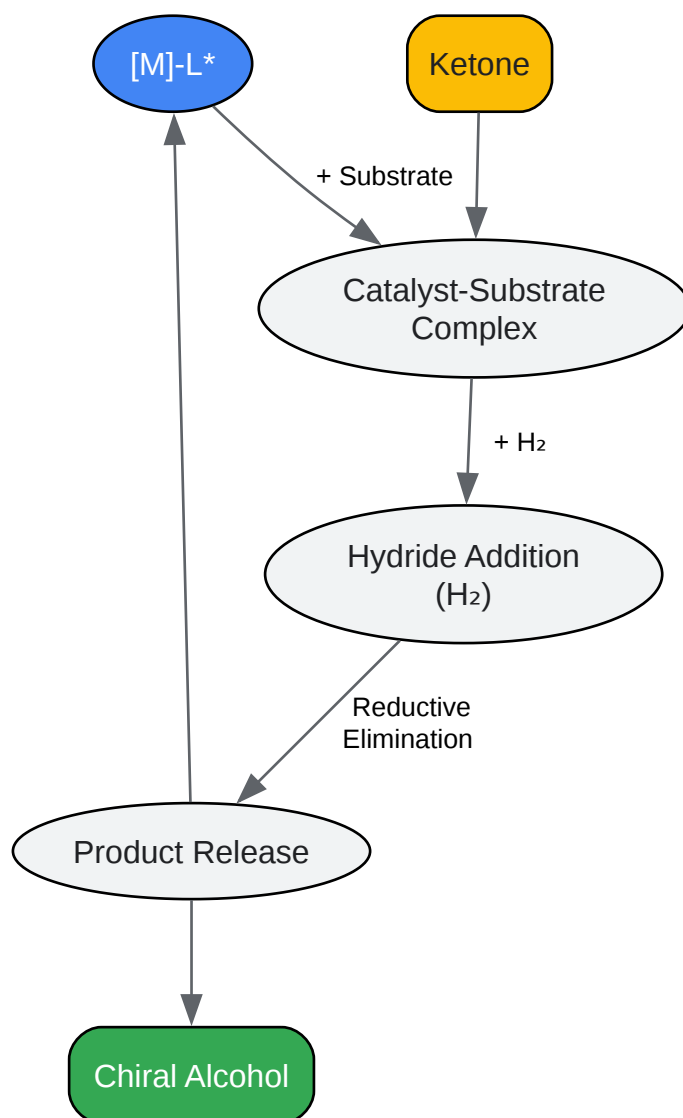 [M]-L*
Ketone
+ Substrate
Catalyst-Substrate
Complex
+ H₂
Hydride Addition
(H₂)
Reductive
Elimination
Product Release
Chiral Alcohol